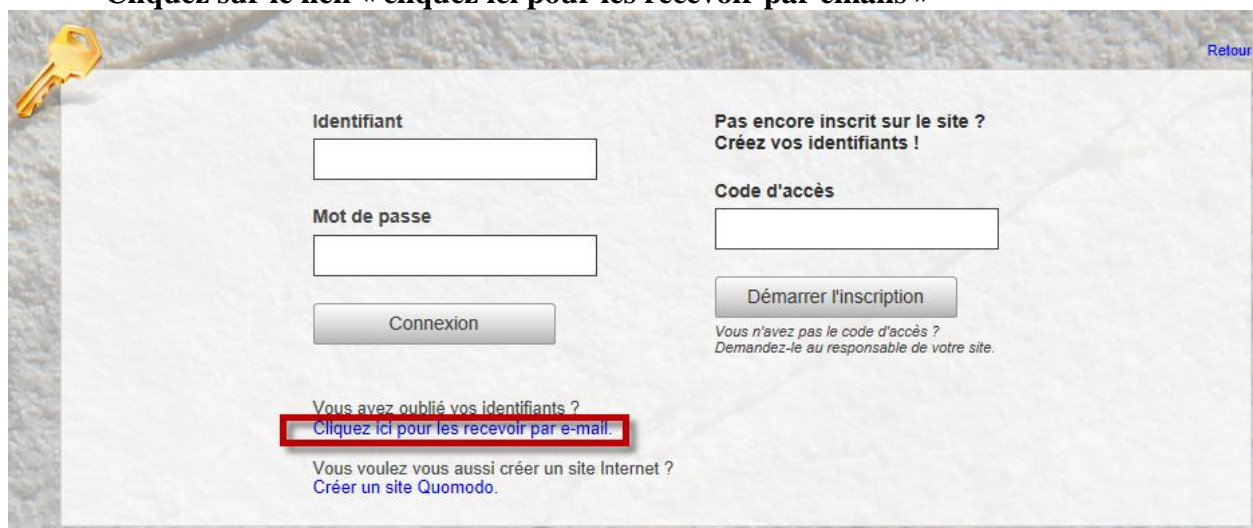 Cliquez sur le lien « cliquez ici pour les recevoir par emails »
Retour
Identifiant
Mot de passe
Connexion
Vous avez oublié vos identifiants ?
Cliquez ici pour les recevoir par e-mail.
Vous voulez vous aussi créer un site Internet ?
Créer un site Quomodo.
Pas encore inscrit sur le site ?
Créez vos identifiants !
Code d'accès
Démarrer l'inscription
Vous n'avez pas le code d'accès ?
Demandez-le au responsable de votre site.